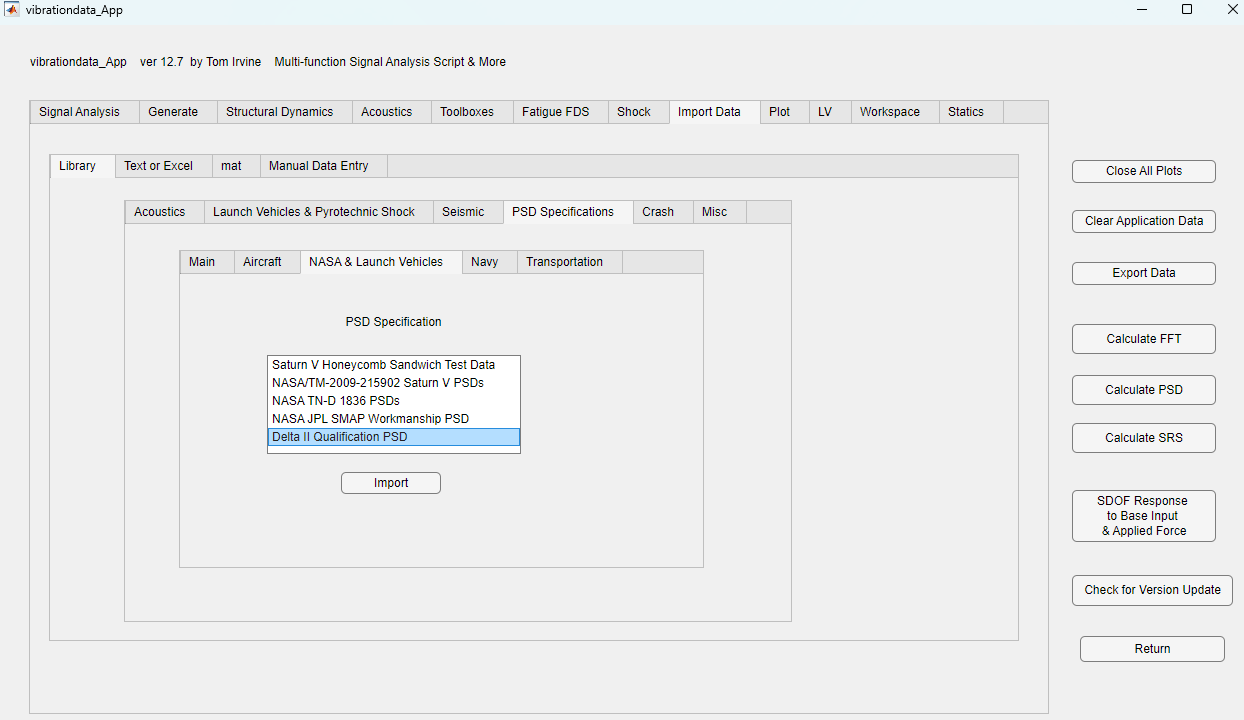 vibrationdata_App
vibrationdata_App ver 12.7 by Tom Irvine Multi-function Signal Analysis Script & More
Signal Analysis Generate Structural Dynamics Acoustics Toolboxes Fatigue FDS Shock Import Data Plot LV Workspace Statics
Library Text or Excel mat Manual Data Entry
Acoustics Launch Vehicles & Pyrotechnic Shock Seismic PSD Specifications Crash Misc
Main Aircraft NASA & Launch Vehicles Navy Transportation
PSD Specification
Saturn V Honeycomb Sandwich Test Data
NASA/TM-2009-215902 Saturn V PSDs
NASA TN-D 1836 PSDs
NASA JPL SMAP Workmanship PSD
Delta II Qualification PSD
Import
Close All Plots
Clear Application Data
Export Data
Calculate FFT
Calculate PSD
Calculate SRS
SDOF Response
to Base Input
& Applied Force
Check for Version Update
Return